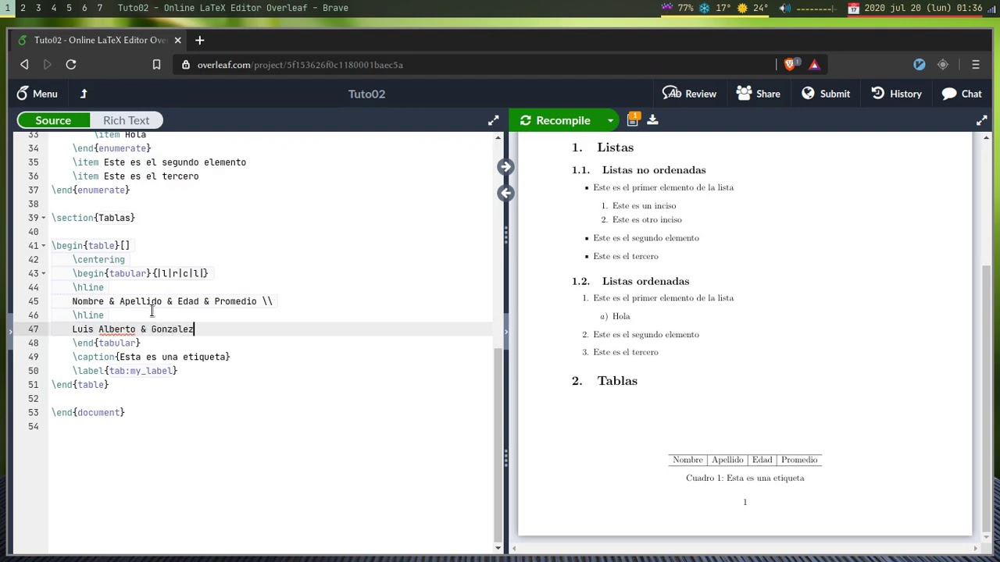 1 2 3 4 5 6 7 Tuto02 - Online LaTeX Editor Overleaf - Brave 77% 17° 24° 2020 jul 20 (lun) 01:36
Tuto02 - Online LaTeX Editor Ove
overleaf.com/project/5f153626f0c1180001baec5a 1
Menu Tuto02 Review Share Submit History Chat
Source Rich Text Recompile 1
33 \item Hola
34 \end{enumerate}
35 \item Este es el segundo elemento
36 \item Este es el tercero
37 \end{enumerate}
38
39 \section{Tablas}
40
41 \begin{table}[]
42 \centering
43 \begin{tabular}{|l|r|c|l|}
44 \hline
45 Nombre & Apellido & Edad & Promedio \\
46 \hline
47 Luis Alberto & Gonzalez
48 \end{tabular}
49 \caption{Esta es una etiqueta}
50 \label{tab:my_label}
51 \end{table}
52
53 \end{document}
54
1. Listas
1.1. Listas no ordenadas
▪ Este es el primer elemento de la lista
1. Este es un inciso
2. Este es otro inciso
▪ Este es el segundo elemento
▪ Este es el tercero
1.2. Listas ordenadas
1. Este es el primer elemento de la lista
a) Hola
2. Este es el segundo elemento
3. Este es el tercero
2. Tablas
Nombre Apellido Edad Promedio
Cuadro 1: Esta es una etiqueta
1